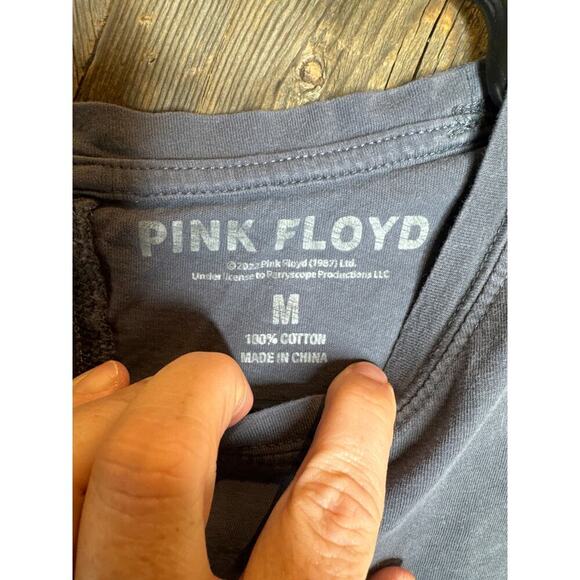 PINK FLOYD
©2022 Pink Floyd (1987) Ltd.
Under license to Perryscope Productions LLC
M
100% COTTON
MADE IN CHINA